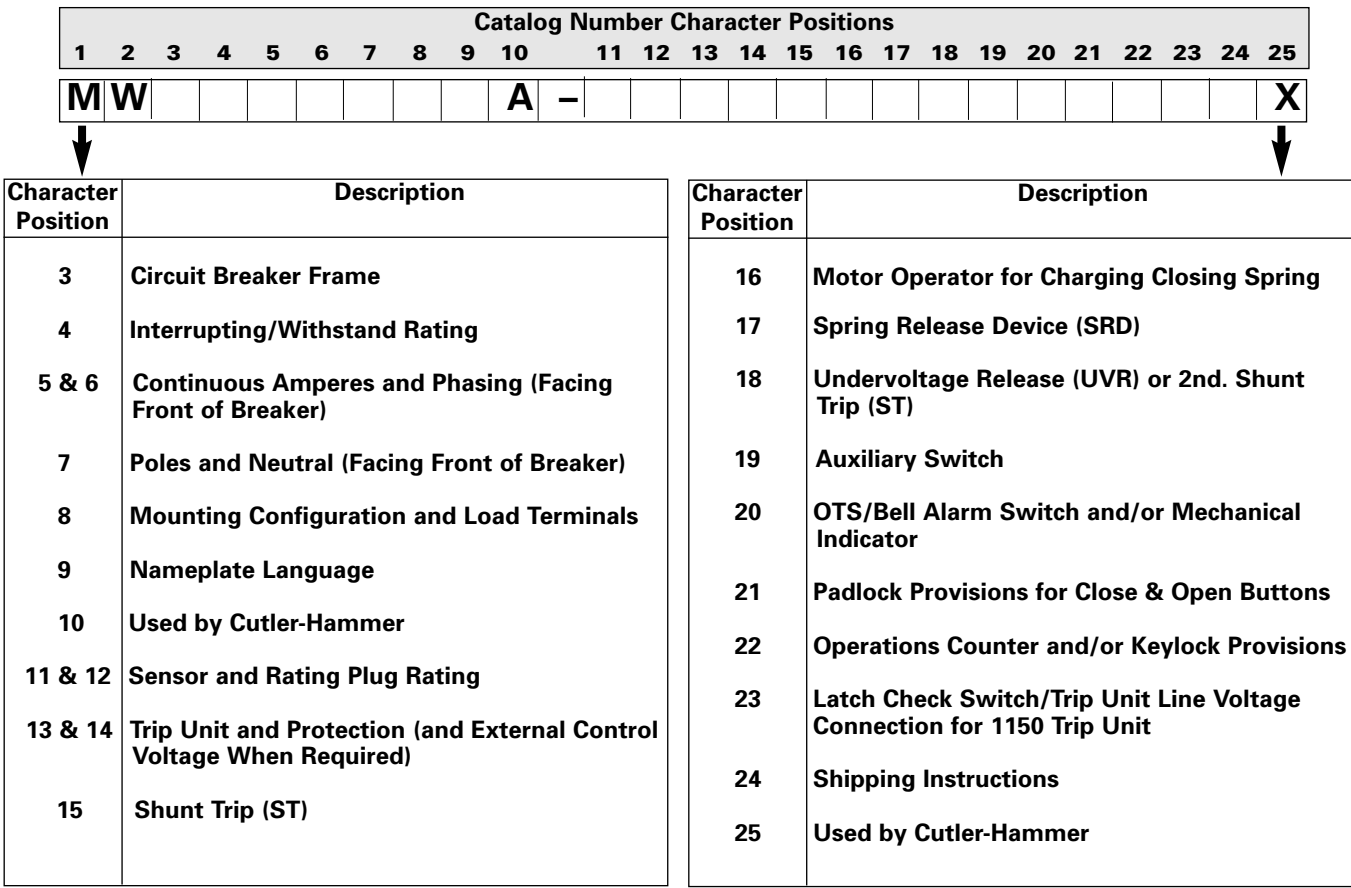 Catalog Number Character Positions
1 2 3 4 5 6 7 8 9 10 11 12 13 14 15 16 17 18 19 20 21 22 23 24 25
M W A – X
Character Position Description
3 Circuit Breaker Frame
4 Interrupting/Withstand Rating
5 & 6 Continuous Amperes and Phasing (Facing
Front of Breaker)
7 Poles and Neutral (Facing Front of Breaker)
8 Mounting Configuration and Load Terminals
9 Nameplate Language
10 Used by Cutler-Hammer
11 & 12 Sensor and Rating Plug Rating
13 & 14 Trip Unit and Protection (and External Control
Voltage When Required)
15 Shunt Trip (ST)
Character Position Description
16 Motor Operator for Charging Closing Spring
17 Spring Release Device (SRD)
18 Undervoltage Release (UVR) or 2nd. Shunt
Trip (ST)
19 Auxiliary Switch
20 OTS/Bell Alarm Switch and/or Mechanical
Indicator
21 Padlock Provisions for Close & Open Buttons
22 Operations Counter and/or Keylock Provisions
23 Latch Check Switch/Trip Unit Line Voltage
Connection for 1150 Trip Unit
24 Shipping Instructions
25 Used by Cutler-Hammer